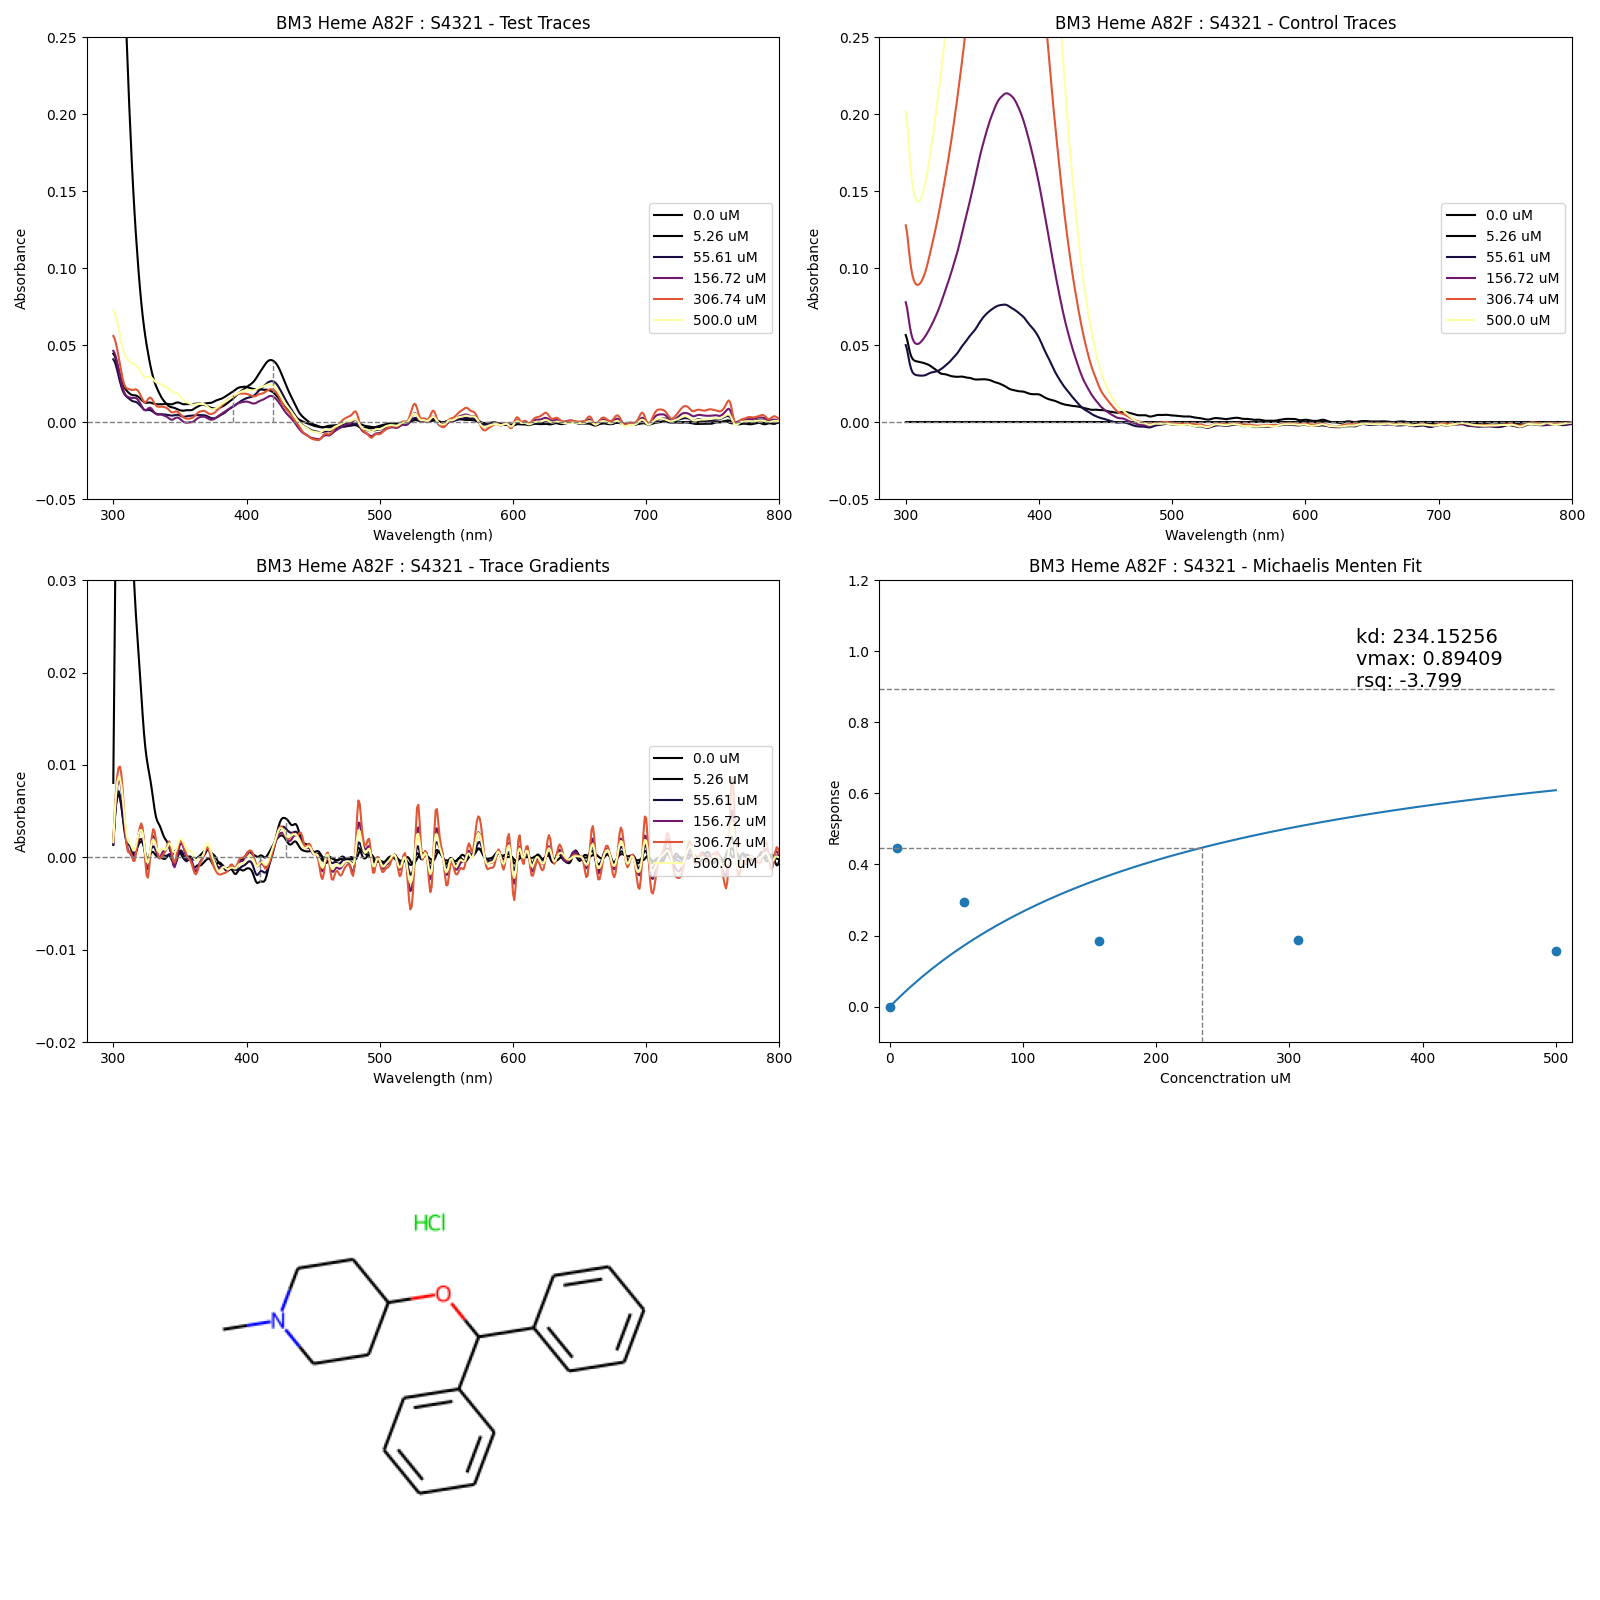 BM3 Heme A82F : S4321 - Test Traces
0.25
0.20
0.15
0.10
0.05
0.00
−0.05
Absorbance
300
400
500
600
700
800
Wavelength (nm)
0.0 uM
5.26 uM
55.61 uM
156.72 uM
306.74 uM
500.0 uM
BM3 Heme A82F : S4321 - Control Traces
0.25
0.20
0.15
0.10
0.05
0.00
−0.05
Absorbance
300
400
500
600
700
800
Wavelength (nm)
0.0 uM
5.26 uM
55.61 uM
156.72 uM
306.74 uM
500.0 uM
BM3 Heme A82F : S4321 - Trace Gradients
0.03
0.02
0.01
0.00
−0.01
−0.02
Absorbance
300
400
500
600
700
800
Wavelength (nm)
0.0 uM
5.26 uM
55.61 uM
156.72 uM
306.74 uM
500.0 uM
BM3 Heme A82F : S4321 - Michaelis Menten Fit
1.2
1.0
0.8
0.6
0.4
0.2
0.0
Response
0
100
200
300
400
500
Concenctration uM
kd: 234.15256
vmax: 0.89409
rsq: -3.799
HCl
O
N